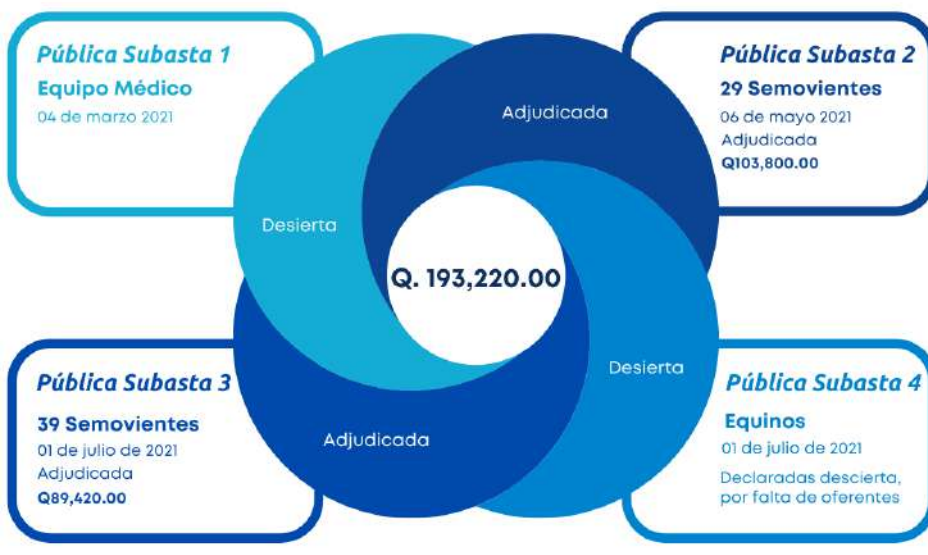 Pública Subasta 1
Equipo Médico
04 de marzo 2021
Pública Subasta 2
29 Semovientes
06 de mayo 2021
Adjudicada
Q103,800.00
Adjudicada
Desierta
Q. 193,220.00
Desierta
Adjudicada
Pública Subasta 3
39 Semovientes
01 de julio de 2021
Adjudicada
Q89,420.00
Pública Subasta 4
Equinos
01 de julio de 2021
Declaradas descierta,
por falta de oferentes